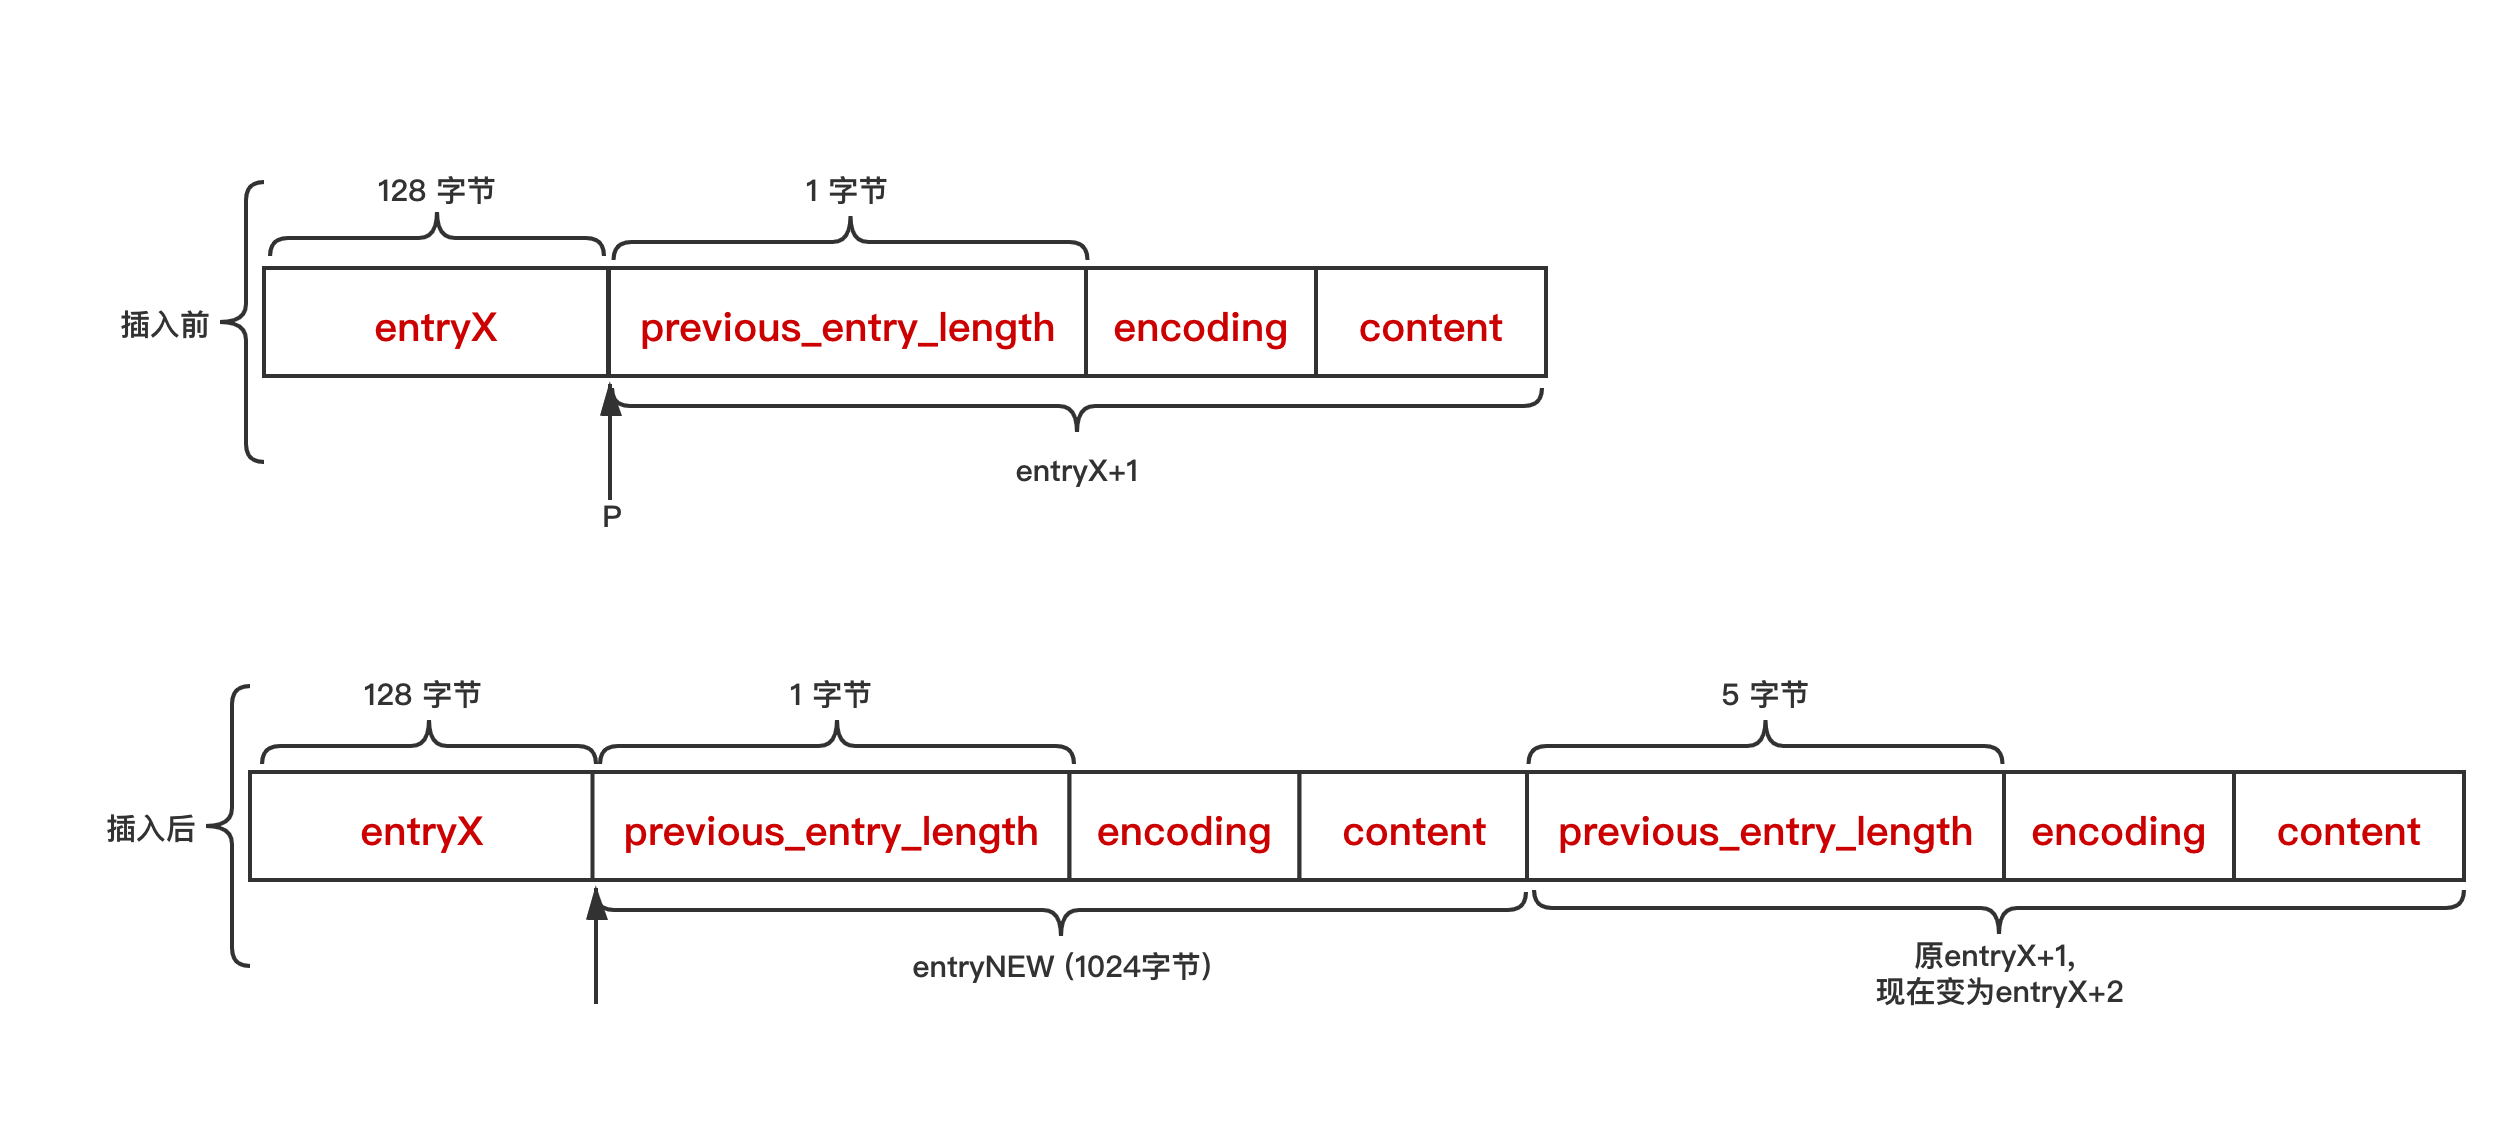 128 字节
1 字节
插入前
entryX
previous_entry_length
encoding
content
entryX+1
P
128 字节
1 字节
5 字节
插入后
entryX
previous_entry_length
encoding
content
previous_entry_length
encoding
content
entryNEW (1024字节)
原entryX+1,
现在变为entryX+2